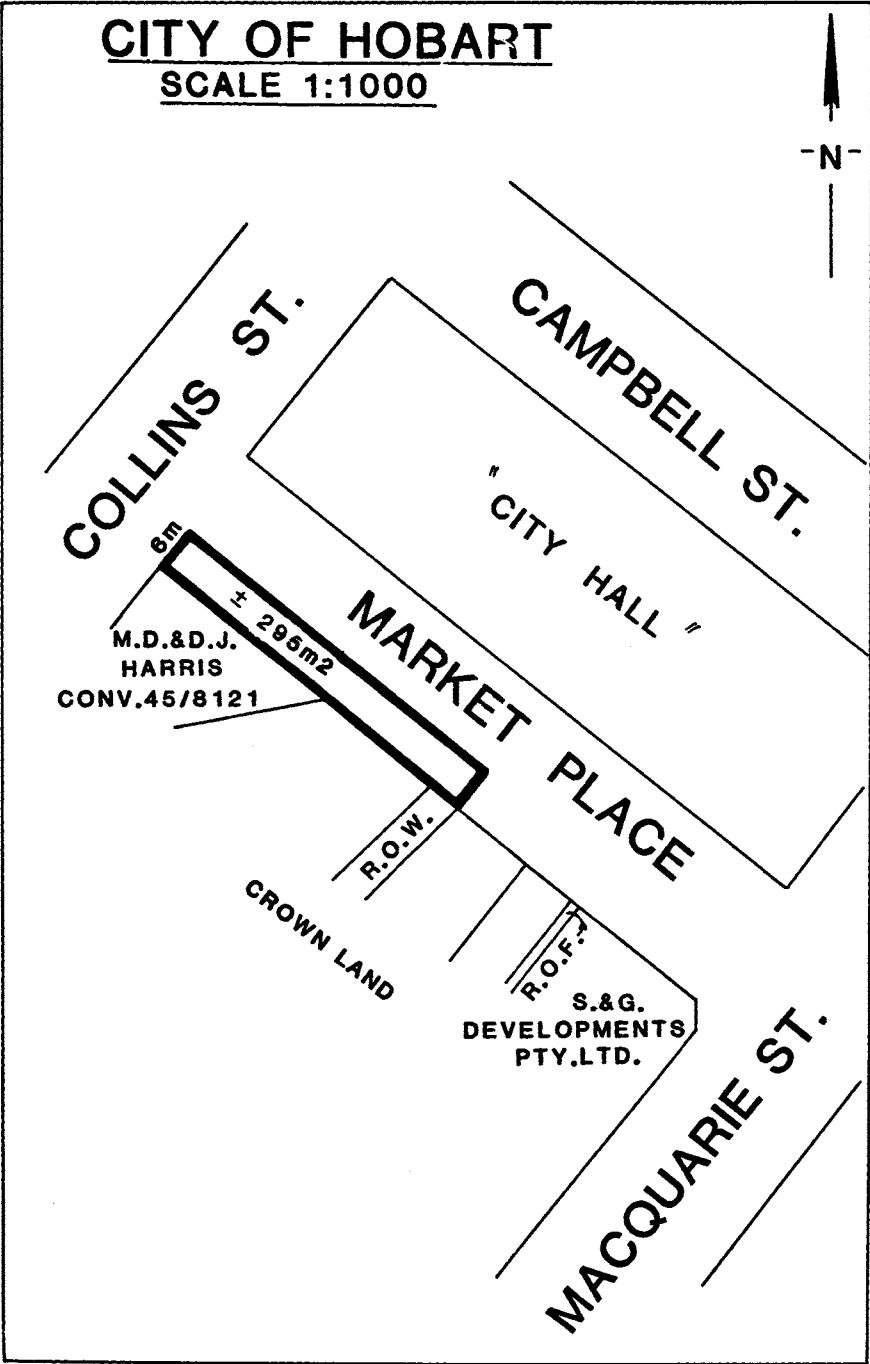 CITY OF HOBART
SCALE 1:1000
-N-
CAMPBELL ST.
COLLINS ST.
" CITY HALL "
6m
± 295m2
MARKET PLACE
M.D.&D.J.
HARRIS
CONV.45/8121
R.O.W.
CROWN LAND
R.O.F.
S.&G.
DEVELOPMENTS
PTY.LTD.
MACQUARIE ST.